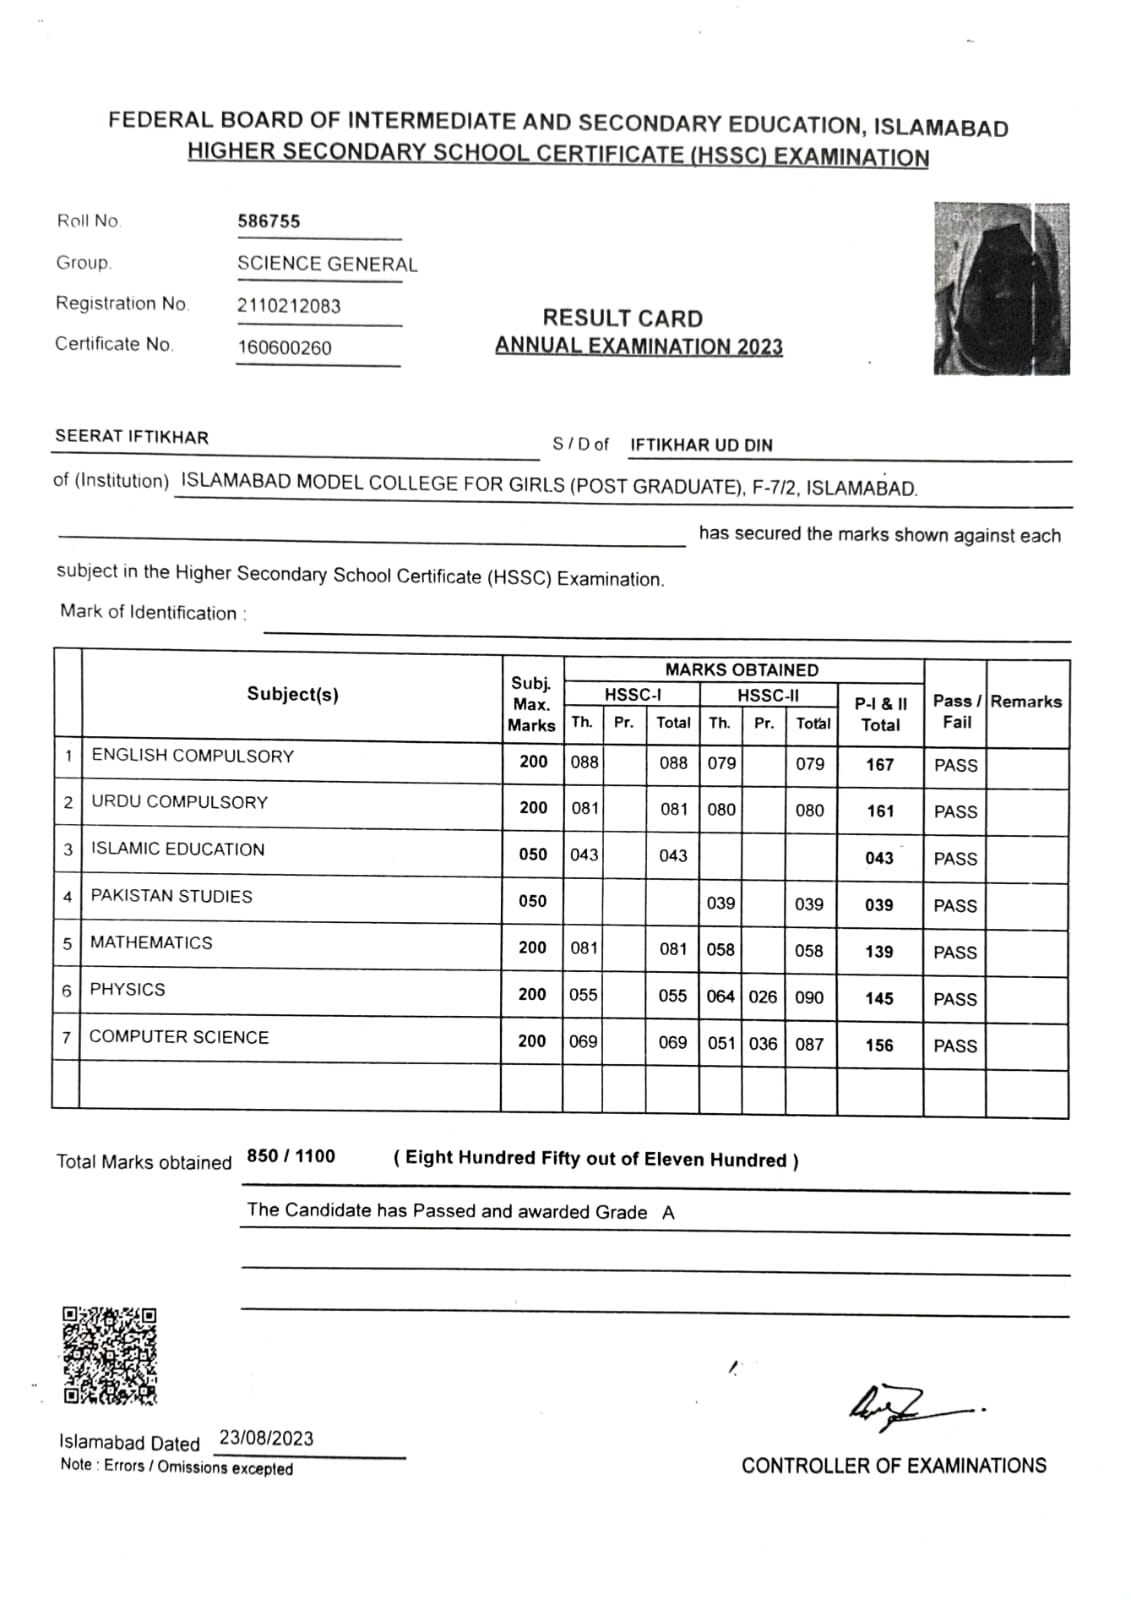 FEDERAL BOARD OF INTERMEDIATE AND SECONDARY EDUCATION, ISLAMABAD
HIGHER SECONDARY SCHOOL CERTIFICATE (HSSC) EXAMINATION
Roll No. 586755
Group. SCIENCE GENERAL
Registration No. 2110212083
Certificate No. 160600260
RESULT CARD
ANNUAL EXAMINATION 2023
SEERAT IFTIKHAR S / D of IFTIKHAR UD DIN
of (Institution) ISLAMABAD MODEL COLLEGE FOR GIRLS (POST GRADUATE), F-7/2, ISLAMABAD.
has secured the marks shown against each
subject in the Higher Secondary School Certificate (HSSC) Examination.
Mark of Identification :
Subject(s) Subj. Max. Marks MARKS OBTAINED Pass / Fail Remarks
HSSC-I HSSC-II P-I & II Total
Th. Pr. Total Th. Pr. Total
1 ENGLISH COMPULSORY 200 088 088 079 079 167 PASS
2 URDU COMPULSORY 200 081 081 080 080 161 PASS
3 ISLAMIC EDUCATION 050 043 043 043 PASS
4 PAKISTAN STUDIES 050 039 039 039 PASS
5 MATHEMATICS 200 081 081 058 058 139 PASS
6 PHYSICS 200 055 055 064 026 090 145 PASS
7 COMPUTER SCIENCE 200 069 069 051 036 087 156 PASS
Total Marks obtained 850 / 1100 ( Eight Hundred Fifty out of Eleven Hundred )
The Candidate has Passed and awarded Grade A
Islamabad Dated 23/08/2023
Note : Errors / Omissions excepted
CONTROLLER OF EXAMINATIONS